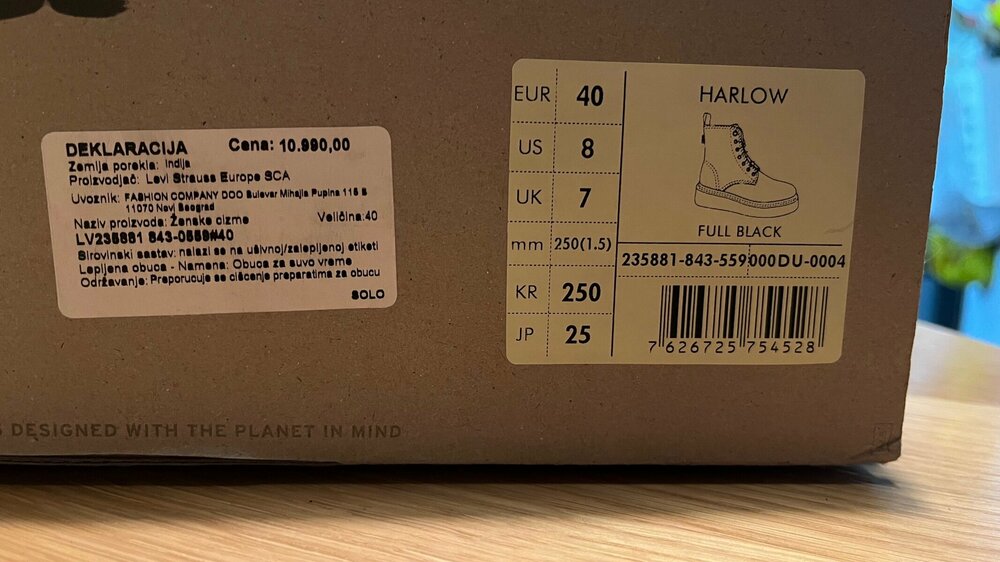 DEKLARACIJA Cena: 10.990,00
Zemlja porekla: Indija
Proizvodjač: Levi Strauss Europe SCA
Uvoznik: FASHION COMPANY DOO Bulevar Mihajla Pupina 115 B
11070 Novi Beograd
Naziv proizvoda: Ženske cizme Veličina:40
LV235881 843-0559#40
Sirovinski sastav: nalazi se na ušivnoj/zalepljenoj etiketi
Lepljena obuca - Namena: Obuca za suvo vreme
Održavanje: Preporucuje se cišcenje preparatima za obucu
SOLO
EUR 40
US 8
UK 7
mm 250(1.5)
KR 250
JP 25
HARLOW
FULL BLACK
235881-843-559 000DU-0004
7 626725 754528
DESIGNED WITH THE PLANET IN MIND